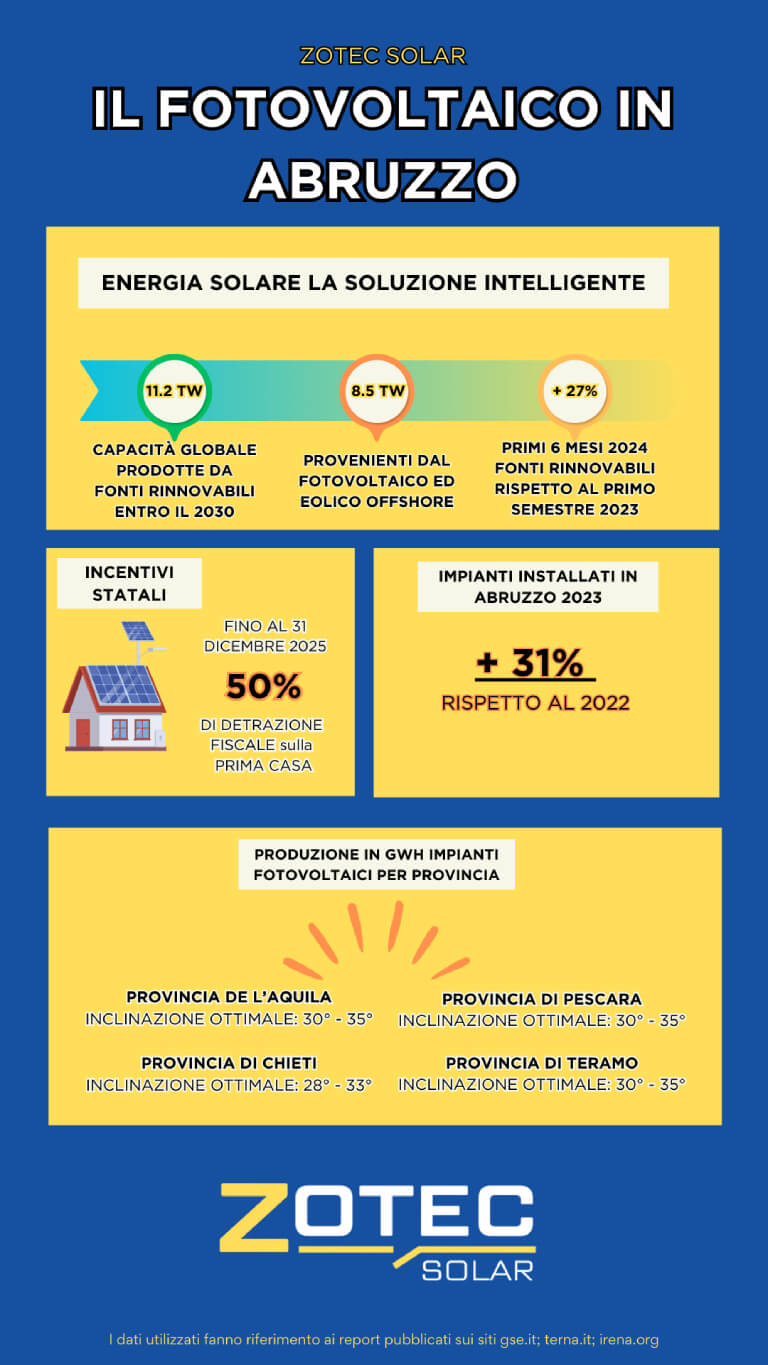 ZOTEC SOLAR
IL FOTOVOLTAICO IN
ABRUZZO
ENERGIA SOLARE LA SOLUZIONE INTELLIGENTE
11.2 TW
CAPACITÀ GLOBALE
PRODOTTE DA
FONTI RINNOVABILI
ENTRO IL 2030
8.5 TW
PROVENIENTI DAL
FOTOVOLTAICO ED
EOLICO OFFSHORE
+ 27%
PRIMI 6 MESI 2024
FONTI RINNOVABILI
RISPETTO AL PRIMO
SEMESTRE 2023
INCENTIVI
STATALI
FINO AL 31
DICEMBRE 2025
50%
DI DETRAZIONE
FISCALE sulla
PRIMA CASA
IMPIANTI INSTALLATI IN
ABRUZZO 2023
+ 31%
RISPETTO AL 2022
PRODUZIONE IN GWH IMPIANTI
FOTOVOLTAICI PER PROVINCIA
PROVINCIA DE L'AQUILA
INCLINAZIONE OTTIMALE: 30° - 35°
PROVINCIA DI PESCARA
INCLINAZIONE OTTIMALE: 30° - 35°
PROVINCIA DI CHIETI
INCLINAZIONE OTTIMALE: 28° - 33°
PROVINCIA DI TERAMO
INCLINAZIONE OTTIMALE: 30° - 35°
ZOTEC
SOLAR
I dati utilizzati fanno riferimento ai report pubblicati sui siti gse.it; terna.it; irena.org